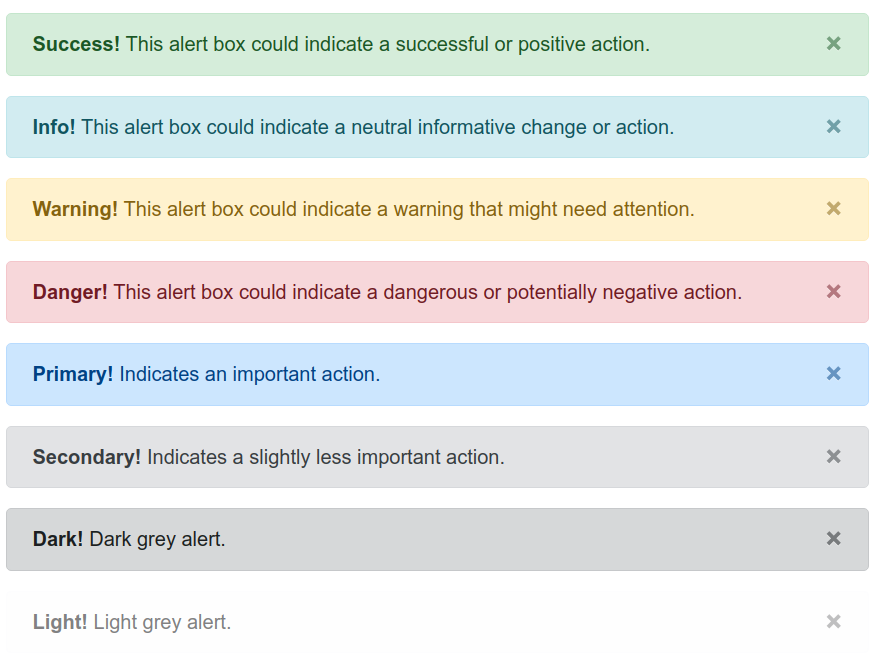 Success! This alert box could indicate a successful or positive action. ×
Info! This alert box could indicate a neutral informative change or action. ×
Warning! This alert box could indicate a warning that might need attention. ×
Danger! This alert box could indicate a dangerous or potentially negative action. ×
Primary! Indicates an important action. ×
Secondary! Indicates a slightly less important action. ×
Dark! Dark grey alert. ×
Light! Light grey alert. ×